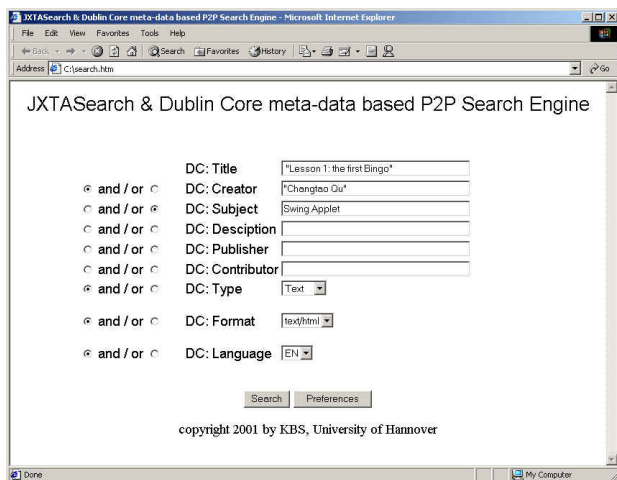 JXTASearch & Dublin Core meta-data based P2P Search Engine - Microsoft Internet Explorer
File Edit View Favorites Tools Help
Back Search Favorites History
Address C:\search.htm Go
JXTASearch & Dublin Core meta-data based P2P Search Engine
DC: Title "Lesson 1: the first Bingo"
and / or DC: Creator "Changtao Qu"
and / or DC: Subject Swing Applet
and / or DC: Desciption
and / or DC: Publisher
and / or DC: Contributor
and / or DC: Type Text
and / or DC: Format text/html
and / or DC: Language EN
Search Preferences
copyright 2001 by KBS, University of Hannover
Done My Computer